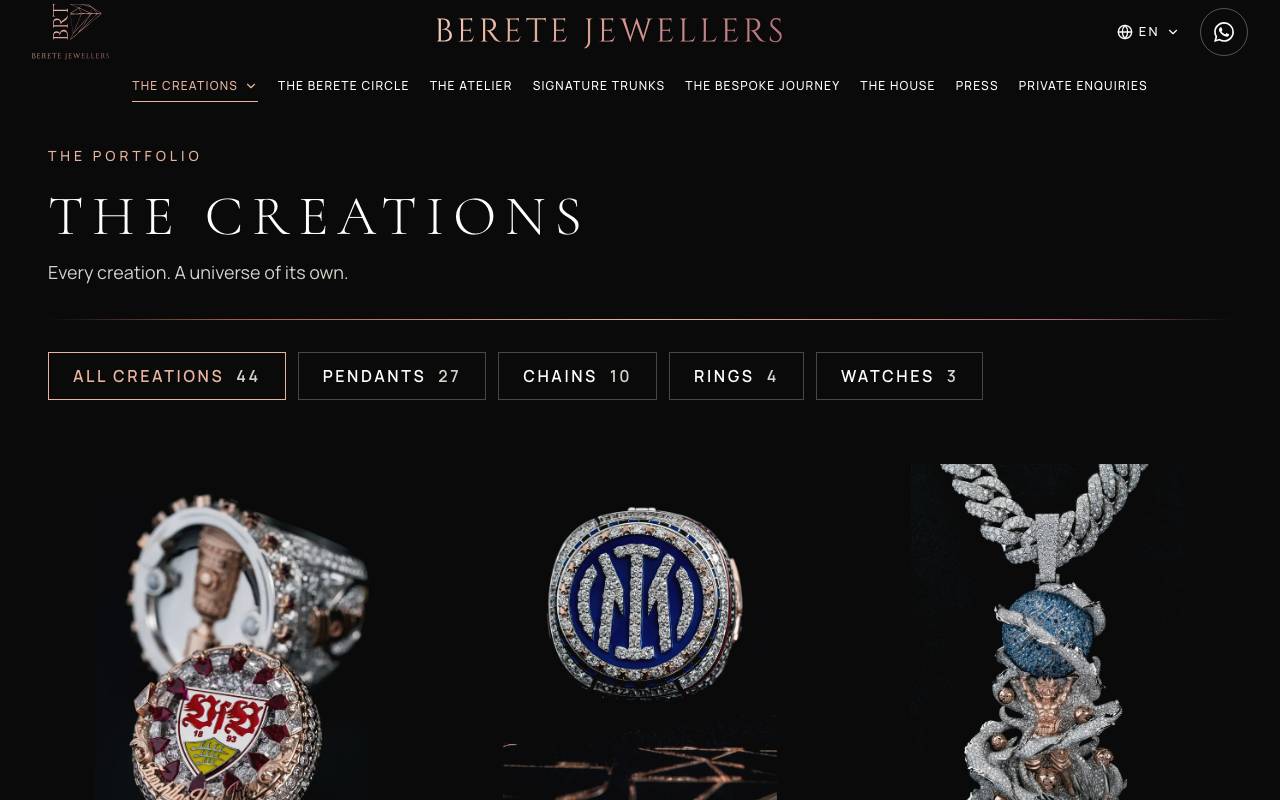 BRT
BERETE JEWELLERS
BERETE JEWELLERS
EN
THE CREATIONS
THE BERETE CIRCLE
THE ATELIER
SIGNATURE TRUNKS
THE BESPOKE JOURNEY
THE HOUSE
PRESS
PRIVATE ENQUIRIES
THE PORTFOLIO
THE CREATIONS
Every creation. A universe of its own.
ALL CREATIONS 44
PENDANTS 27
CHAINS 10
RINGS 4
WATCHES 3
VfB
18 93